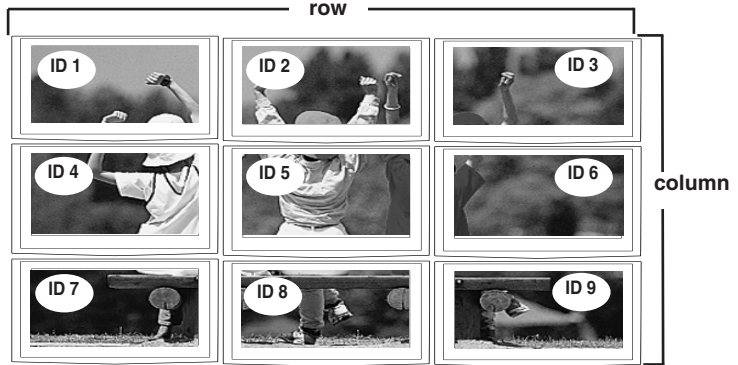 row
ID 1
ID 2
ID 3
ID 4
ID 5
ID 6
column
ID 7
ID 8
ID 9